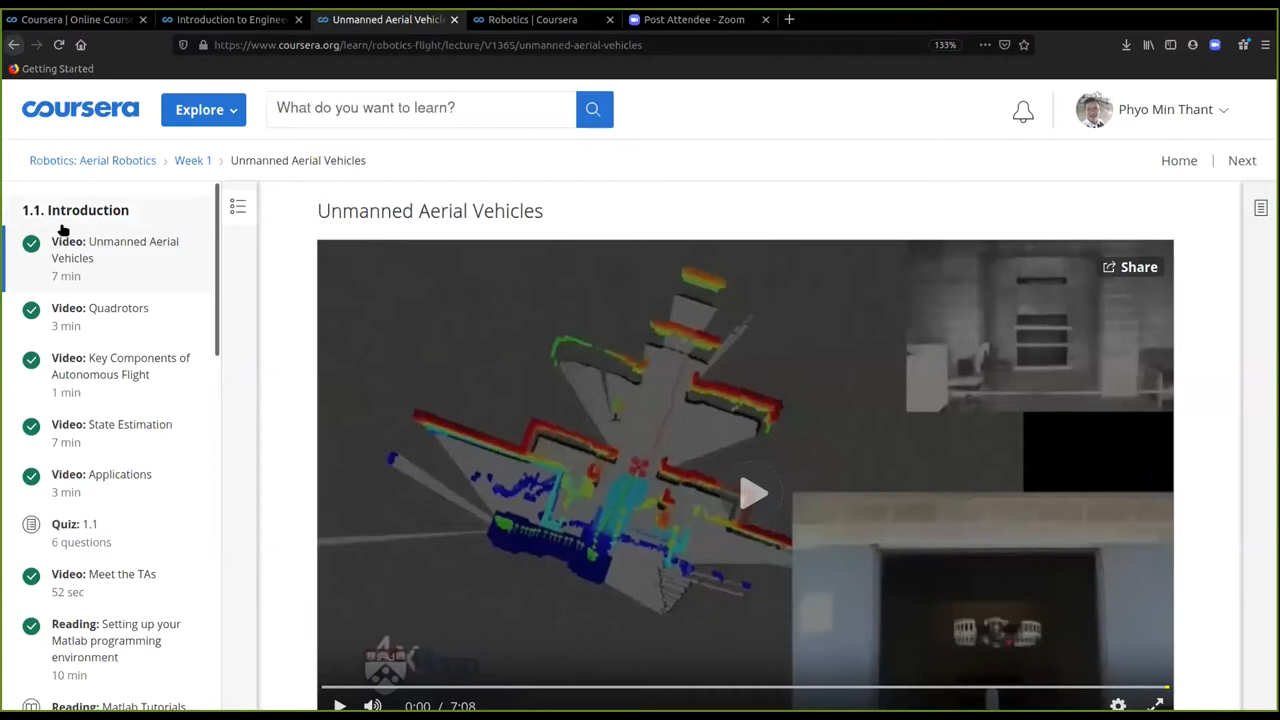 Coursera | Online Cours
Introduction to Enginee
Unmanned Aerial Vehicle
Robotics | Coursera
Post Attendee - Zoom
https://www.coursera.org/learn/robotics-flight/lecture/V136S/unmanned-aerial-vehicles
133%
Getting Started
coursera
Explore
What do you want to learn?
Phyo Min Thant
Robotics: Aerial Robotics
Week 1
Unmanned Aerial Vehicles
Home
Next
1.1. Introduction
Video: Unmanned Aerial
Vehicles
7 min
Video: Quadrotors
3 min
Video: Key Components of
Autonomous Flight
1 min
Video: State Estimation
7 min
Video: Applications
3 min
Quiz: 1.1
6 questions
Video: Meet the TAs
52 sec
Reading: Setting up your
Matlab programming
environment
10 min
Reading: Matlab Tutorials
Unmanned Aerial Vehicles
Share
0:00 / 7:08